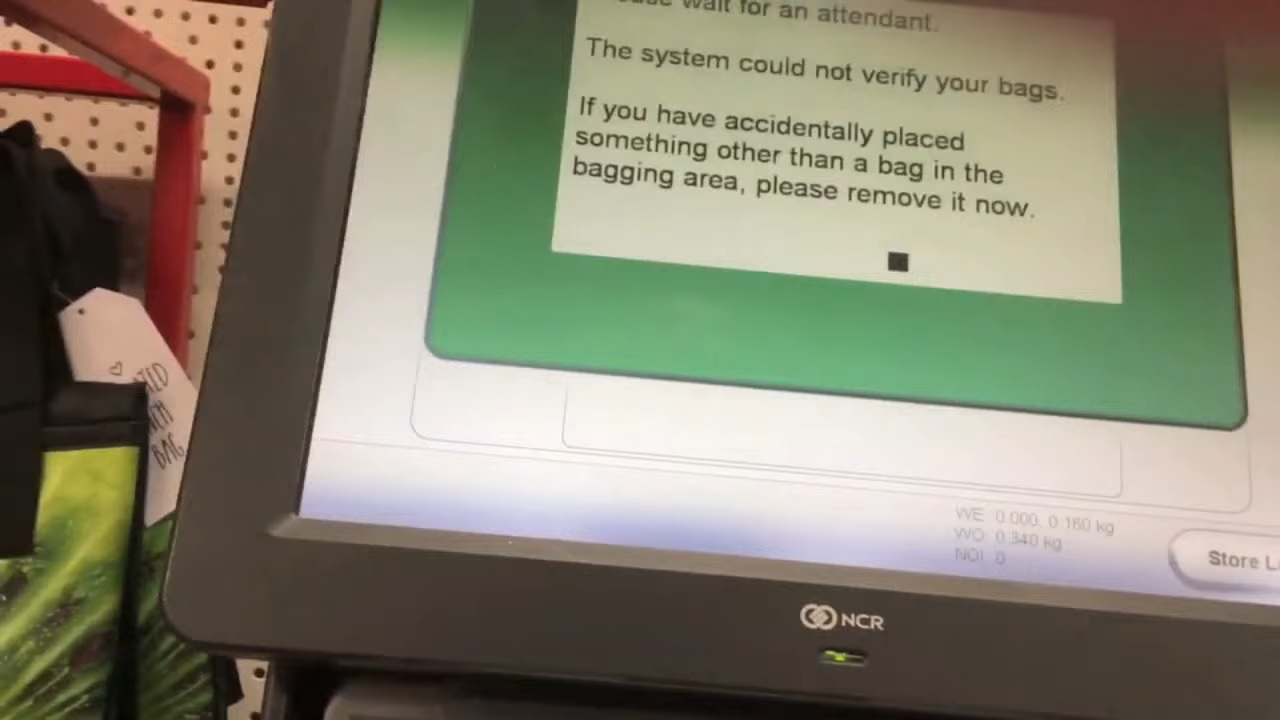 wait for an attendant.
The system could not verify your bags.
If you have accidentally placed
something other than a bag in the
bagging area, please remove it now.
WE: 0.000, 0.160 kg
WO: 0.340 kg
NOI: 0
Store
NCR
BAG